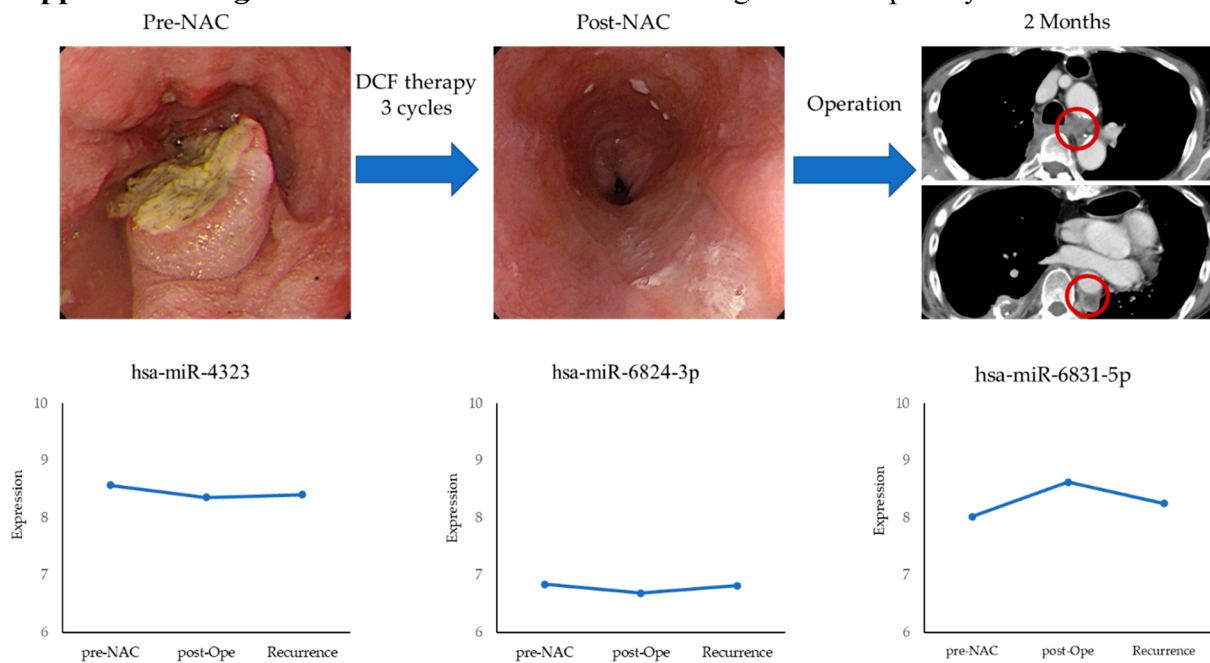 Pre-NAC
Post-NAC
2 Months
DCF therapy
3 cycles
Operation
hsa-miR-4323
hsa-miR-6824-3p
hsa-miR-6831-5p
10
9
8
7
6
Expression
pre-NAC
post-Ope
Recurrence
10
9
8
7
6
Expression
pre-NAC
post-Ope
Recurrence
10
9
8
7
6
Expression
pre-NAC
post-Ope
Recurrence